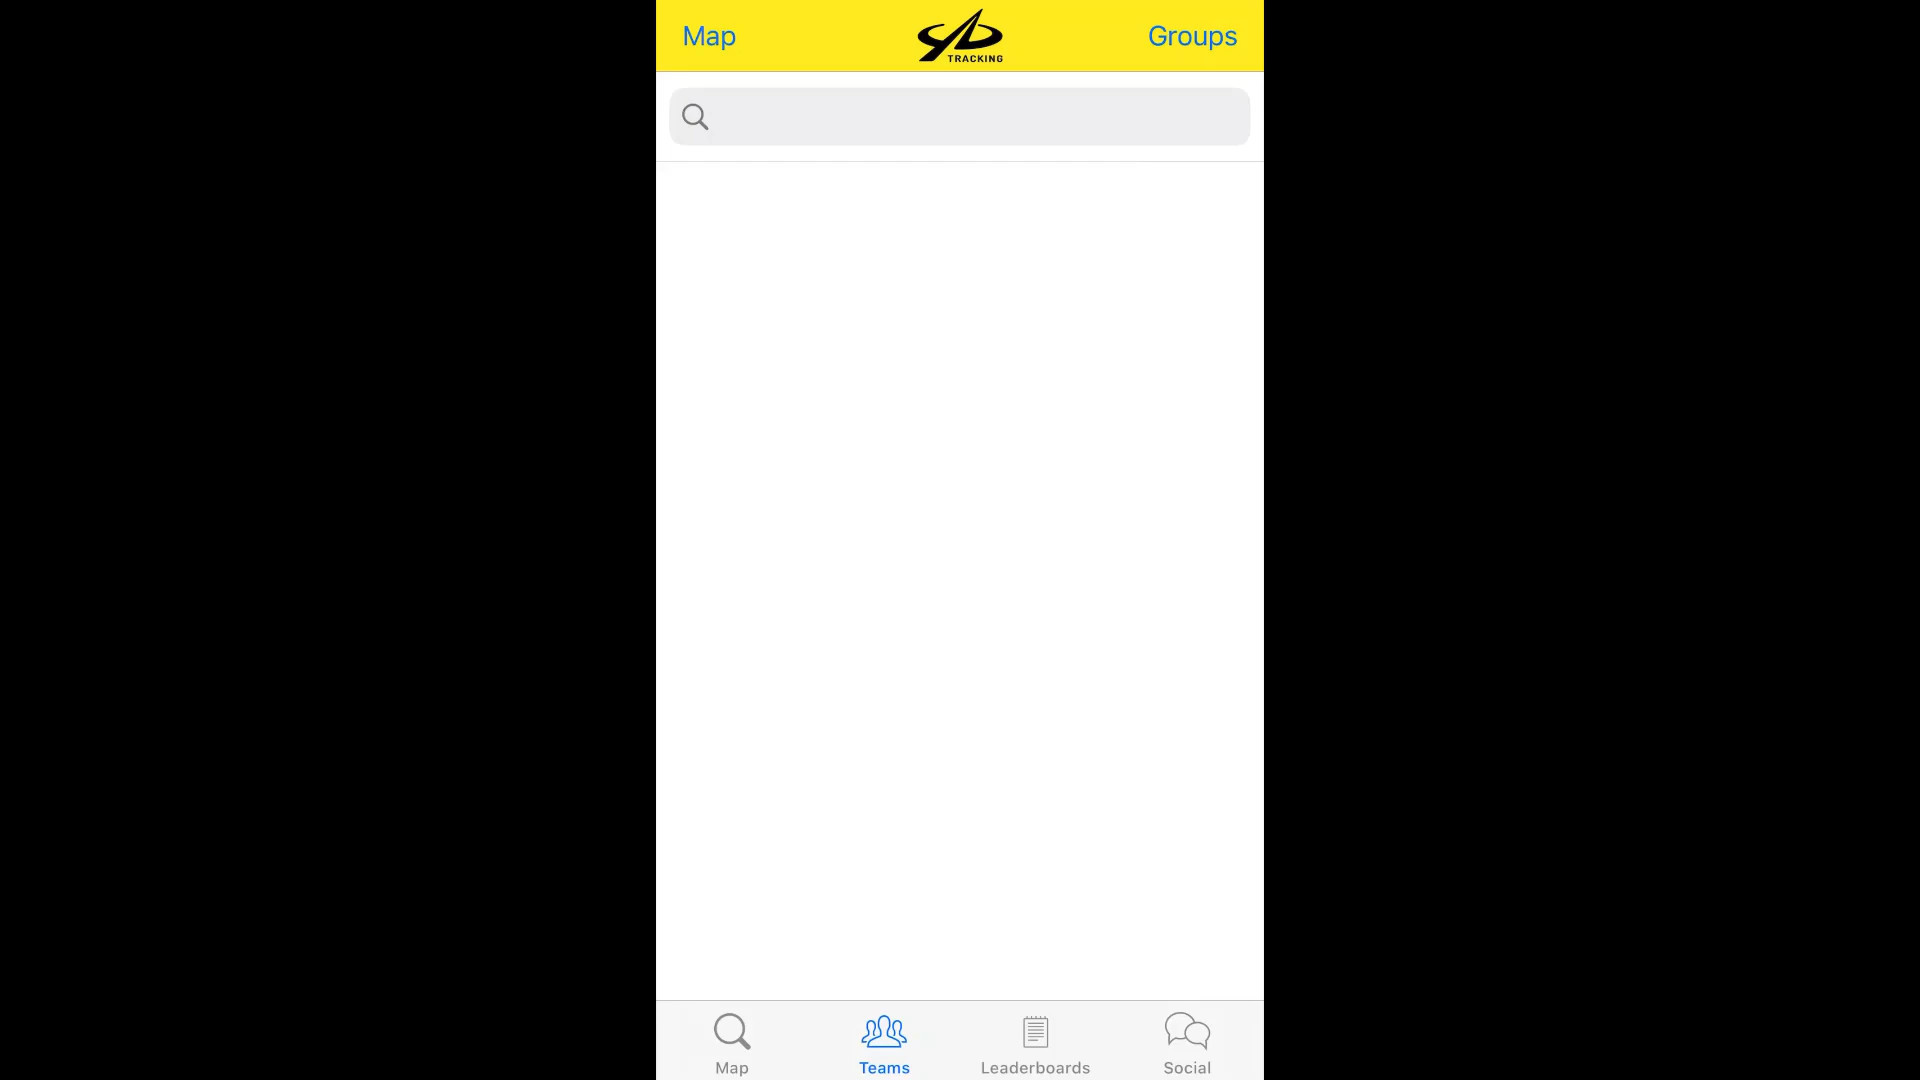 Map
TRACKING
Groups
Map
Teams
Leaderboards
Social